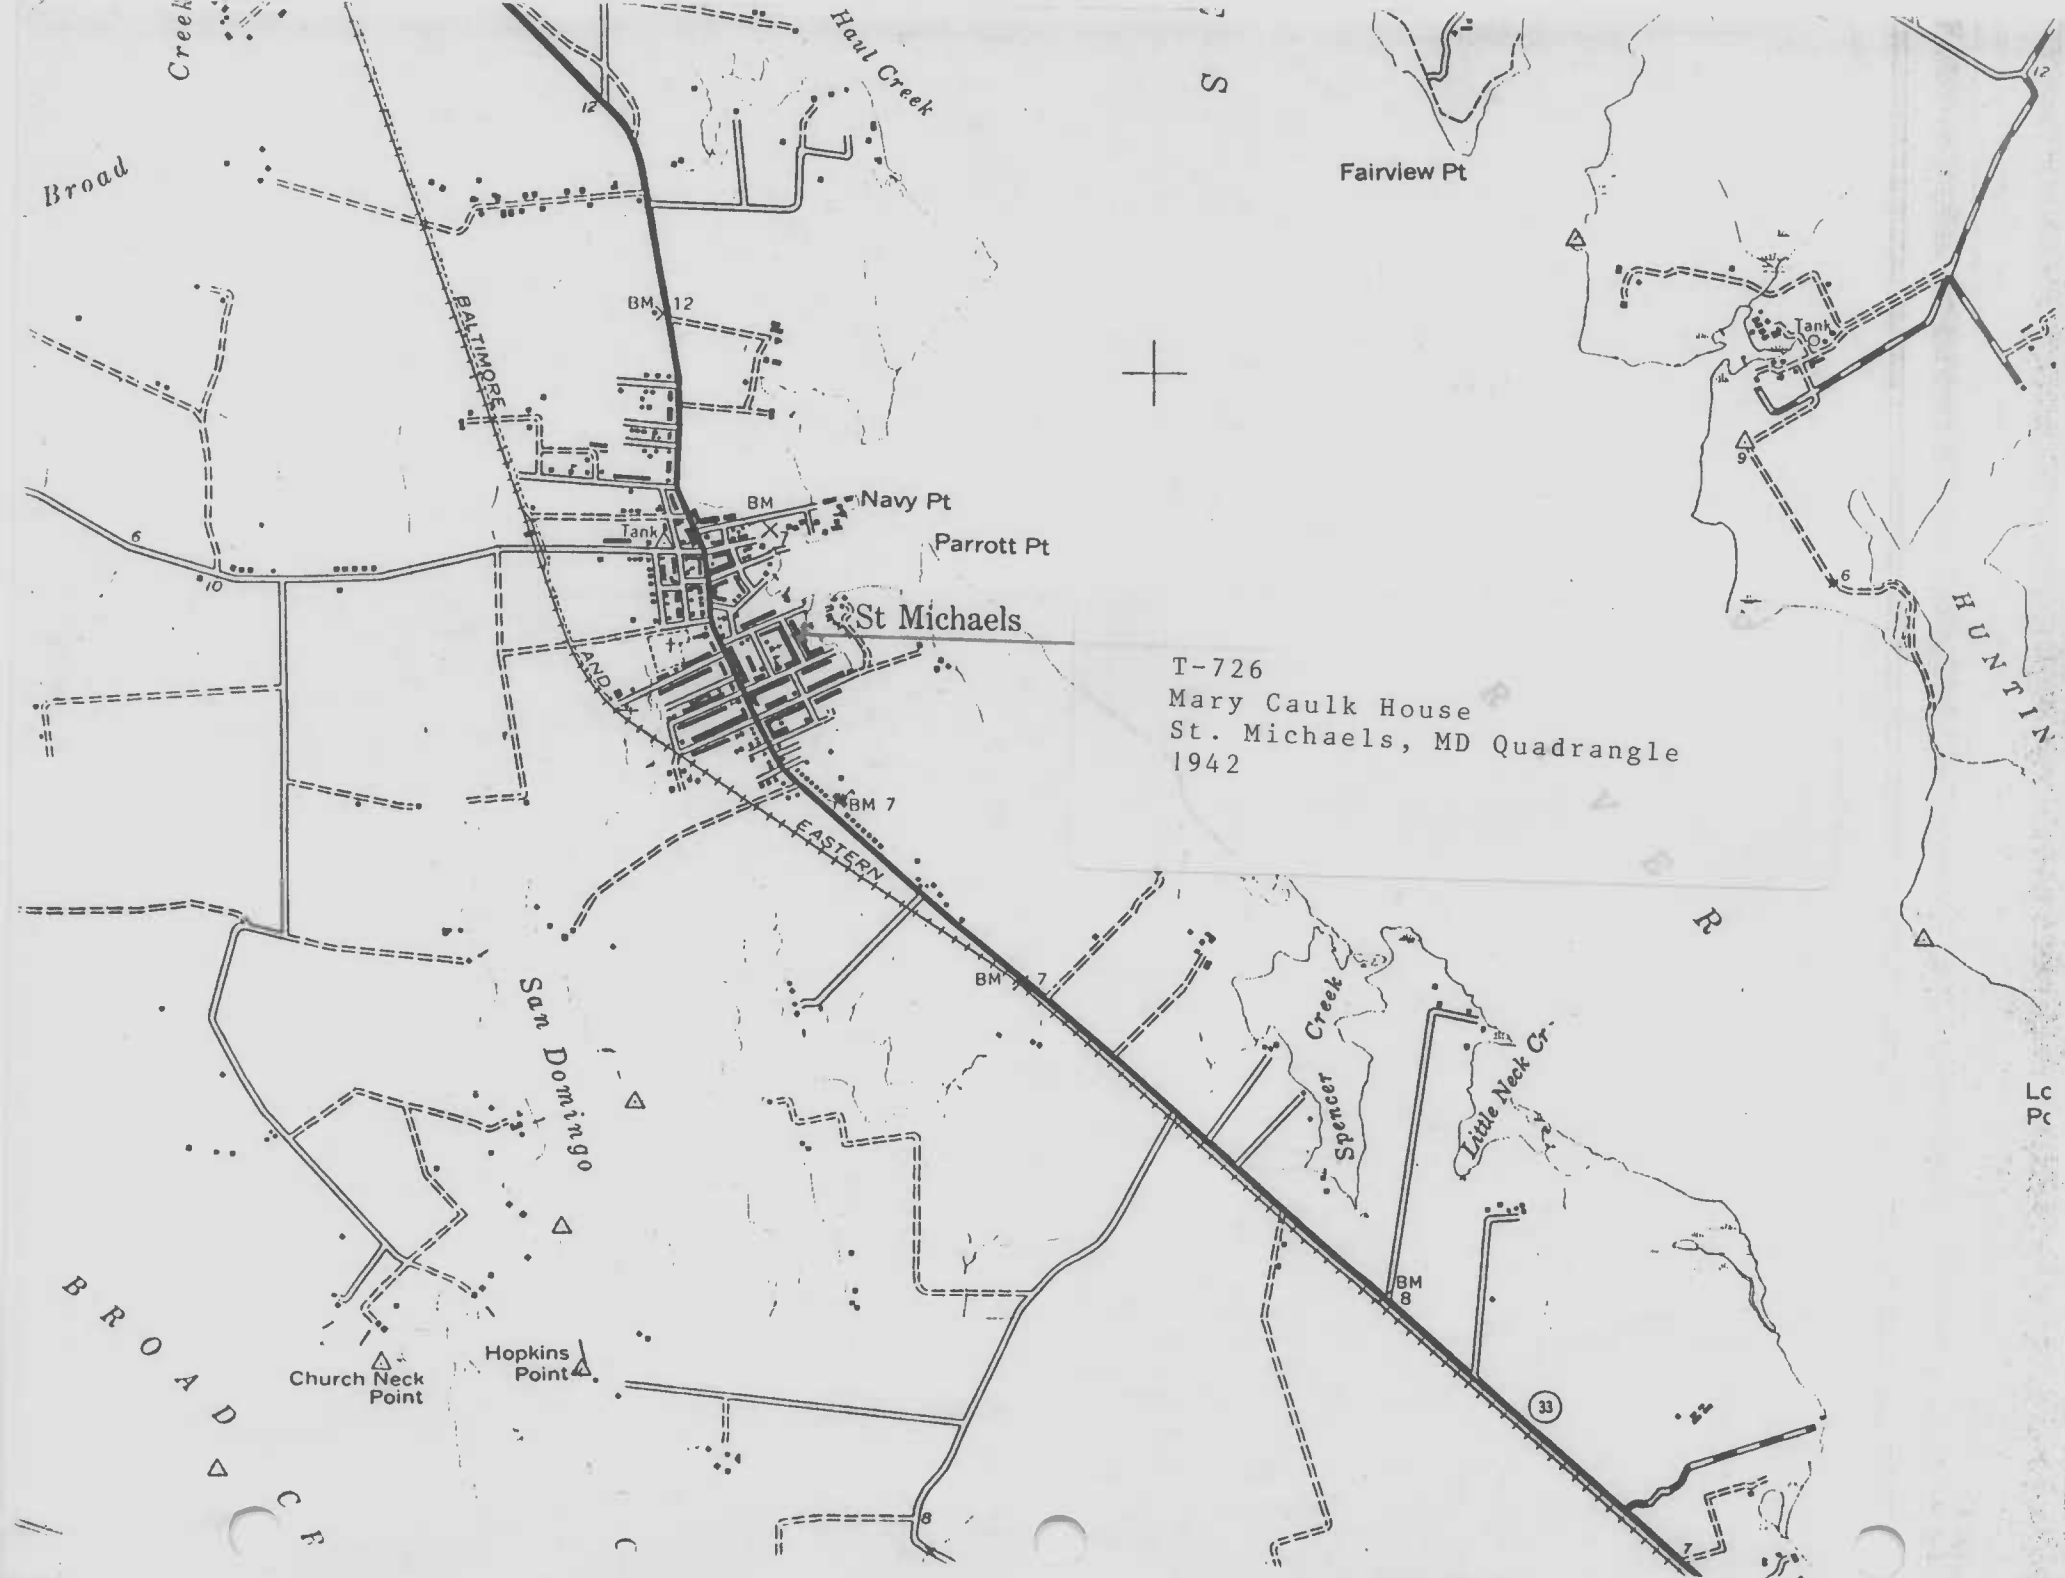 Creek
Haul Creek
S
12
12
Broad
Fairview Pt
BM 12
BALTIMORE
Tank
9
BM
Navy Pt
6
Tank
7
Parrott Pt
10
6
St Michaels
HUNTIN
AND
T-726
Mary Caulk House
St. Michaels, MD Quadrangle
1942
R
V
E
R
BM 7
EASTERN
BM 7
San Domingo
Spencer Creek
Little Neck Cr
BM
8
BROAD
Church Neck
Point
Hopkins
Point
33
8
7